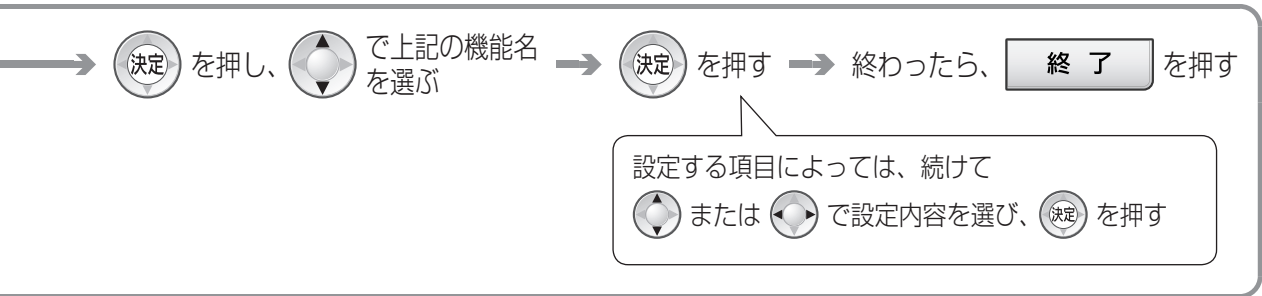 決定 を押し、 で上記の機能名
を選ぶ
決定 を押す 終わったら、 終了 を押す
設定する項目によっては、続けて
または で設定内容を選び、 決定 を押す